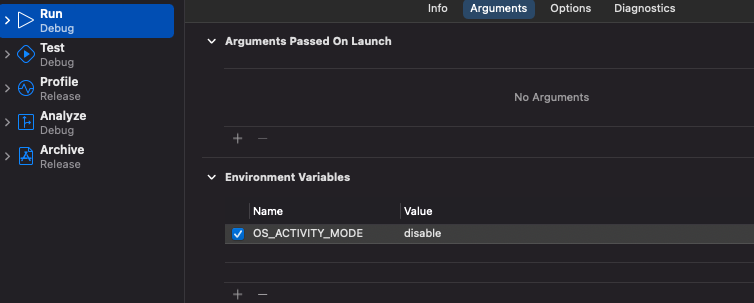 Run
Debug
Test
Debug
Profile
Release
Analyze
Debug
Archive
Release
Info Arguments Options Diagnostics
Arguments Passed On Launch
No Arguments
Environment Variables
Name Value
OS_ACTIVITY_MODE disable